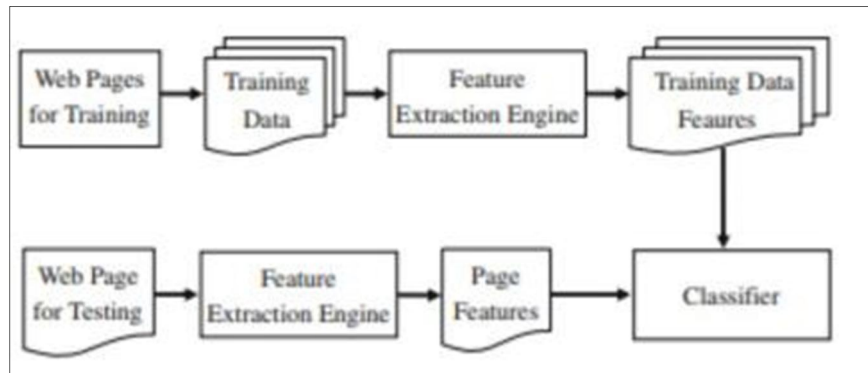 Web Pages
for Training
Training
Data
Feature
Extraction Engine
Training Data
Feaures
Web Page
for Testing
Feature
Extraction Engine
Page
Features
Classifier